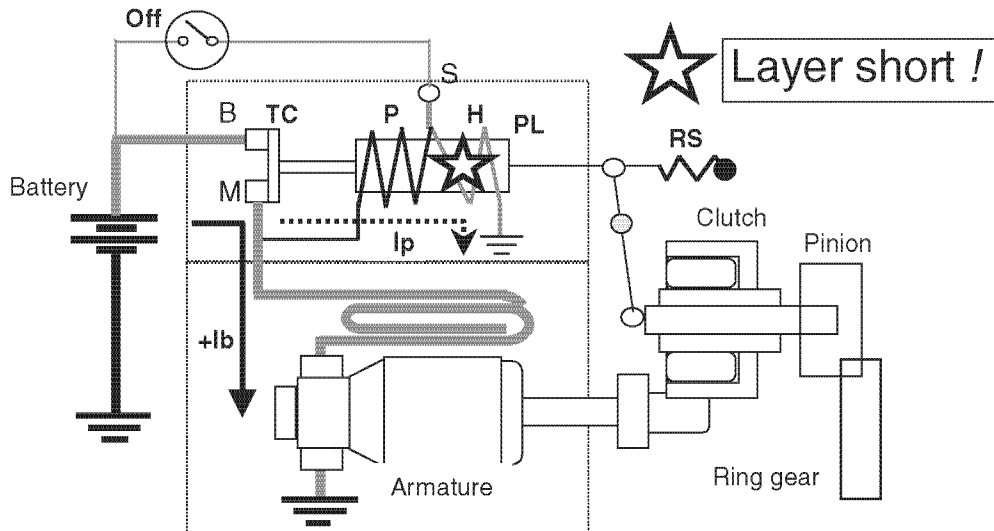 Off
Layer short !
S
B
TC
P
H
PL
RS
Battery
M
Clutch
Ip
Pinion
+Ib
Ring gear
Armature